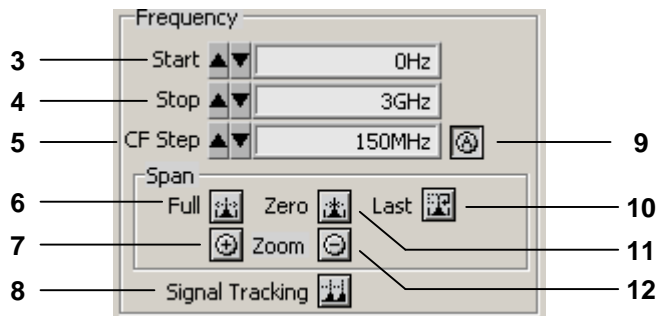 Frequency
3 Start 0Hz
4 Stop 3GHz
5 CF Step 150MHz A 9
Span
6 Full Zero Last 10
7 Zoom 11
8 Signal Tracking 12